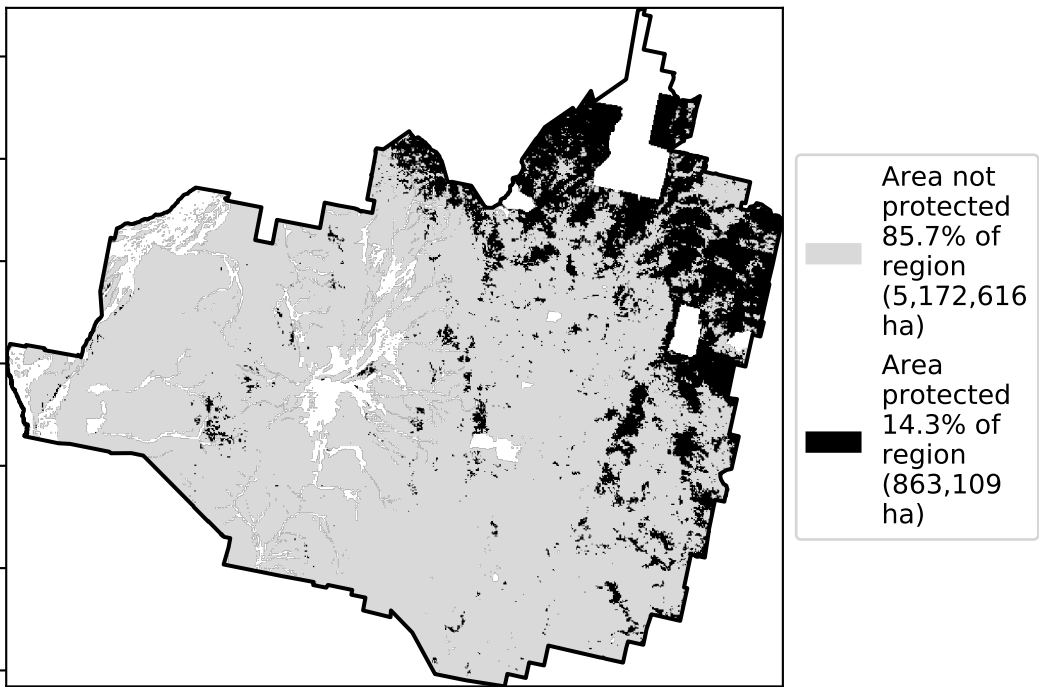 Area not
protected
85.7% of
region
(5,172,616
ha)
Area
protected
14.3% of
region
(863,109
ha)